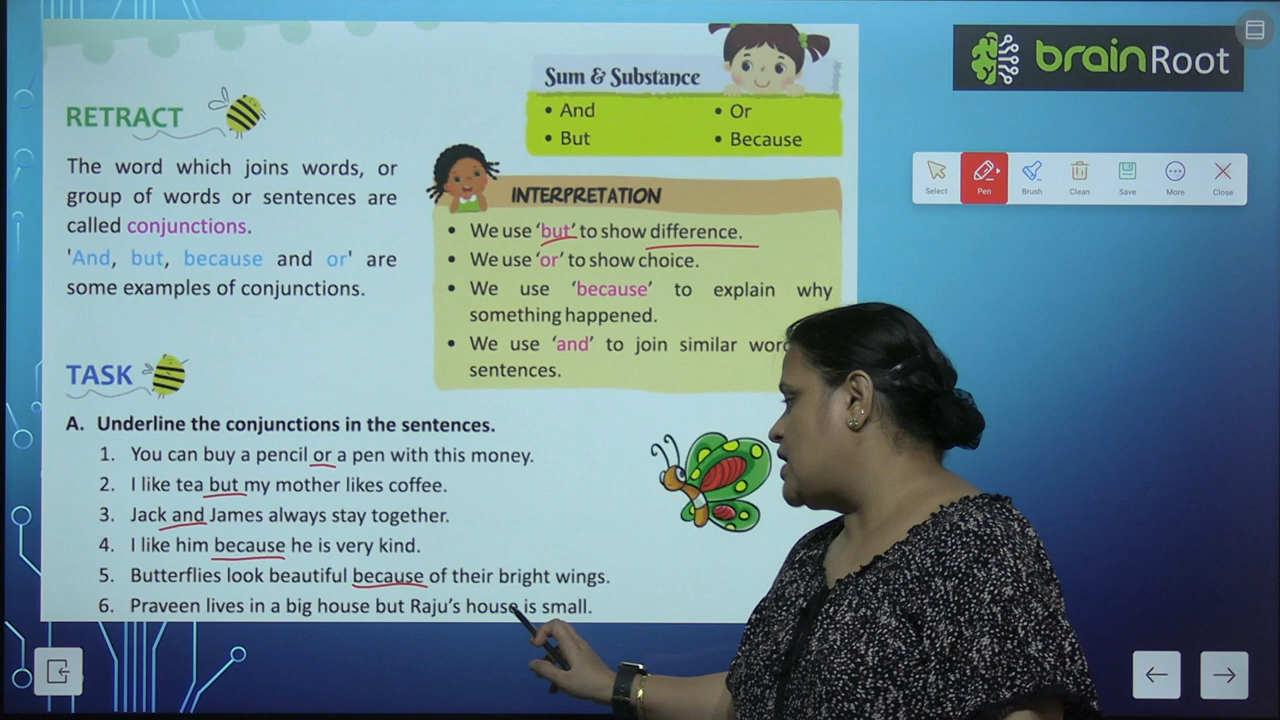 brainRoot
Sum & Substance
• And
• Or
• But
• Because
RETRACT
The word which joins words, or
group of words or sentences are
called conjunctions.
'And, but, because and or' are
some examples of conjunctions.
INTERPRETATION
• We use ‘but’ to show difference.
• We use ‘or’ to show choice.
• We use ‘because’ to explain why
something happened.
• We use ‘and’ to join similar
sentences.
TASK
A. Underline the conjunctions in the sentences.
1. You can buy a pencil or a pen with this money.
2. I like tea but my mother likes coffee.
3. Jack and James always stay together.
4. I like him because he is very kind.
5. Butterflies look beautiful because of their bright wings.
6. Praveen lives in a big house but Raju’s house is small.
Select
Pen
Brush
Clean
Save
More
Close